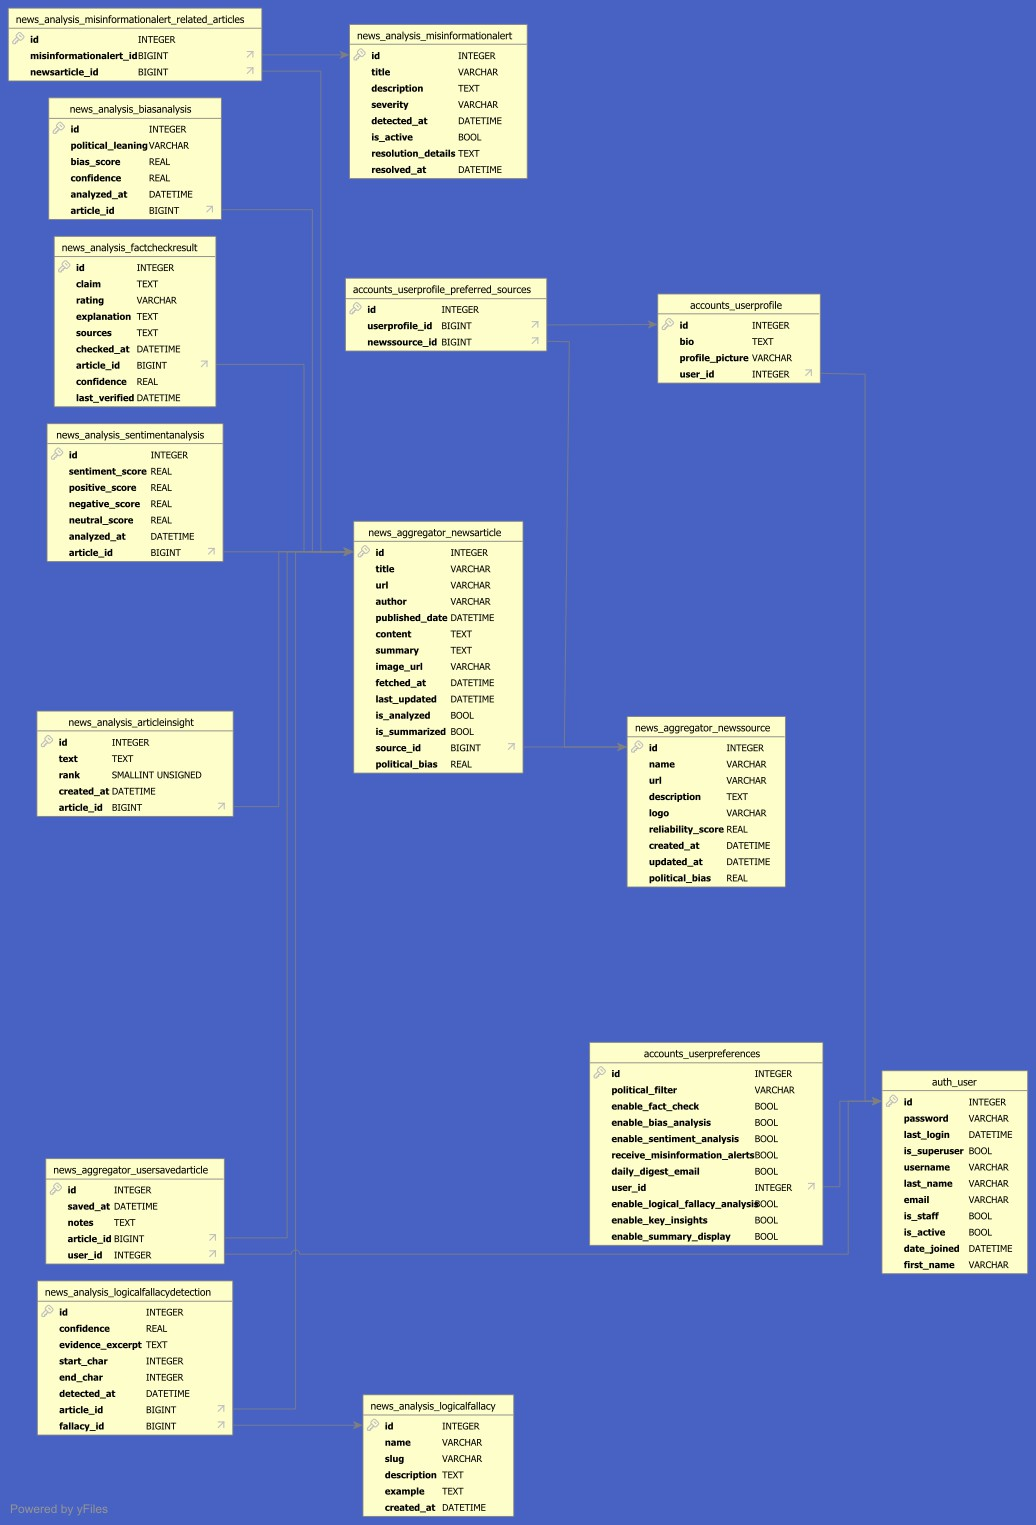 news_analysis_misinformationalert_related_articles
id INTEGER
misinformationalert_id BIGINT
newsarticle_id BIGINT
news_analysis_misinformationalert
id INTEGER
title VARCHAR
description TEXT
severity VARCHAR
detected_at DATETIME
is_active BOOL
resolution_details TEXT
resolved_at DATETIME
news_analysis_biasanalysis
id INTEGER
political_leaning VARCHAR
bias_score REAL
confidence REAL
analyzed_at DATETIME
article_id BIGINT
news_analysis_factcheckresult
id INTEGER
claim TEXT
rating VARCHAR
explanation TEXT
sources TEXT
checked_at DATETIME
article_id BIGINT
confidence REAL
last_verified DATETIME
accounts_userprofile_preferred_sources
id INTEGER
userprofile_id BIGINT
newssource_id BIGINT
accounts_userprofile
id INTEGER
bio TEXT
profile_picture VARCHAR
user_id INTEGER
news_analysis_sentimentanalysis
id INTEGER
sentiment_score REAL
positive_score REAL
negative_score REAL
neutral_score REAL
analyzed_at DATETIME
article_id BIGINT
news_aggregator_newsarticle
id INTEGER
title VARCHAR
url VARCHAR
author VARCHAR
published_date DATETIME
content TEXT
summary TEXT
image_url VARCHAR
fetched_at DATETIME
last_updated DATETIME
is_analyzed BOOL
is_summarized BOOL
source_id BIGINT
political_bias REAL
news_analysis_articleinsight
id INTEGER
text TEXT
rank SMALLINT UNSIGNED
created_at DATETIME
article_id BIGINT
news_aggregator_newssource
id INTEGER
name VARCHAR
url VARCHAR
description TEXT
logo VARCHAR
reliability_score REAL
created_at DATETIME
updated_at DATETIME
political_bias REAL
accounts_userpreferences
id INTEGER
political_filter VARCHAR
enable_fact_check BOOL
enable_bias_analysis BOOL
enable_sentiment_analysis BOOL
receive_misinformation_alerts BOOL
daily_digest_email BOOL
user_id INTEGER
enable_logical_fallacy_analysis BOOL
enable_key_insights BOOL
enable_summary_display BOOL
auth_user
id INTEGER
password VARCHAR
last_login DATETIME
is_superuser BOOL
username VARCHAR
last_name VARCHAR
email VARCHAR
is_staff BOOL
is_active BOOL
date_joined DATETIME
first_name VARCHAR
news_aggregator_usersavedarticle
id INTEGER
saved_at DATETIME
notes TEXT
article_id BIGINT
user_id INTEGER
news_analysis_logicalfallacydetection
id INTEGER
confidence REAL
evidence_excerpt TEXT
start_char INTEGER
end_char INTEGER
detected_at DATETIME
article_id BIGINT
fallacy_id BIGINT
news_analysis_logicalfallacy
id INTEGER
name VARCHAR
slug VARCHAR
description TEXT
example TEXT
created_at DATETIME
Powered by yFiles